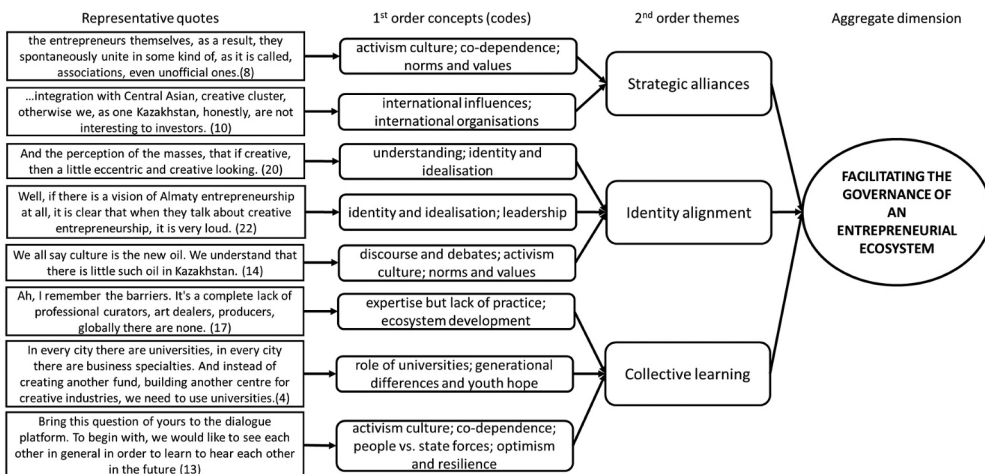 Representative quotes
1st order concepts (codes)
2nd order themes
Aggregate dimension
the entrepreneurs themselves, as a result, they
spontaneously unite in some kind of, as it is called,
associations, even unofficial ones.(8)
activism culture; co-dependence;
norms and values
…integration with Central Asian, creative cluster,
otherwise we, as one Kazakhstan, honestly, are not
interesting to investors. (10)
international influences;
international organisations
Strategic alliances
And the perception of the masses, that if creative,
then a little eccentric and creative looking. (20)
understanding; identity and
idealisation
Well, if there is a vision of Almaty entrepreneurship
at all, it is clear that when they talk about creative
entrepreneurship, it is very loud. (22)
identity and idealisation; leadership
We all say culture is the new oil. We understand that
there is little such oil in Kazakhstan. (14)
discourse and debates; activism
culture; norms and values
Identity alignment
Ah, I remember the barriers. It's a complete lack of
professional curators, art dealers, producers,
globally there are none. (17)
expertise but lack of practice;
ecosystem development
In every city there are universities, in every city
there are business specialties. And instead of
creating another fund, building another centre for
creative industries, we need to use universities.(4)
role of universities; generational
differences and youth hope
Bring this question of yours to the dialogue
platform. To begin with, we would like to see each
other in general in order to learn to hear each other
in the future (13)
activism culture; co-dependence;
people vs. state forces; optimism
and resilience
Collective learning
FACILITATING THE
GOVERNANCE OF
AN
ENTREPRENEURIAL
ECOSYSTEM